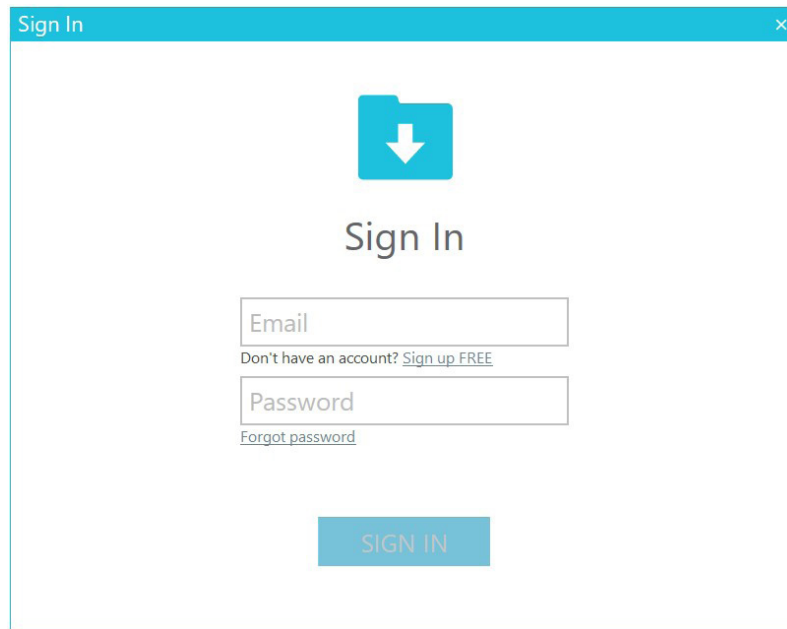 Sign In
Sign In
Email
Don't have an account? Sign up FREE
Password
Forgot password
SIGN IN